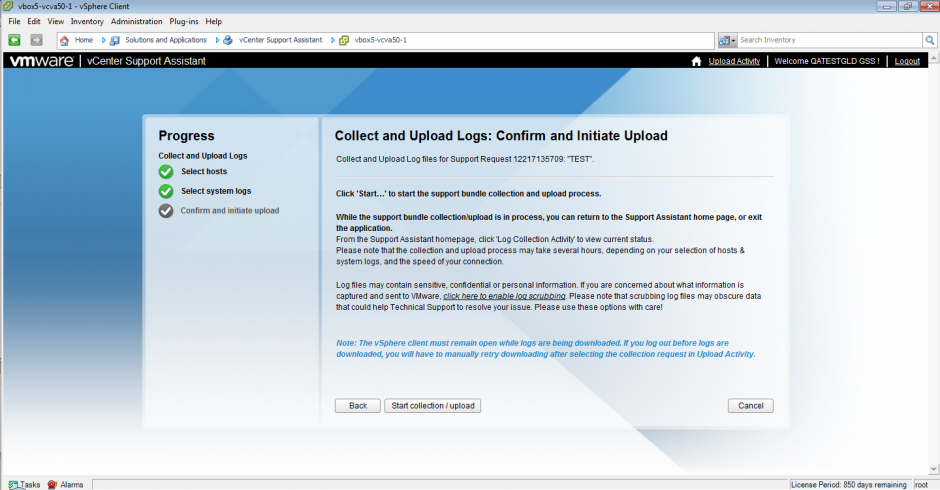 vbox5-vcva50-1 - vSphere Client
File Edit View Inventory Administration Plug-ins Help
Home Solutions and Applications vCenter Support Assistant vbox5-vcva50-1 Search Inventory
vmware vCenter Support Assistant Upload Activity Welcome QATESTGLD GSS ! Logout
Progress
Collect and Upload Logs
Select hosts
Select system logs
Confirm and initiate upload
Collect and Upload Logs: Confirm and Initiate Upload
Collect and Upload Log files for Support Request 12217135709: "TEST".
Click 'Start...' to start the support bundle collection and upload process.
While the support bundle collection/upload is in process, you can return to the Support Assistant home page, or exit
the application.
From the Support Assistant homepage, click 'Log Collection Activity' to view current status.
Please note that the collection and upload process may take several hours, depending on your selection of hosts &
system logs, and the speed of your connection.
Log files may contain sensitive, confidential or personal information. If you are concerned about what information is
captured and sent to VMware, click here to enable log scrubbing. Please note that scrubbing log files may obscure data
that could help Technical Support to resolve your issue. Please use these options with care!
Note: The vSphere client must remain open while logs are being downloaded. If you log out before logs are
downloaded, you will have to manually retry downloading after selecting the collection request in Upload Activity.
Back Start collection / upload Cancel
Tasks Alarms License Period: 850 days remaining root